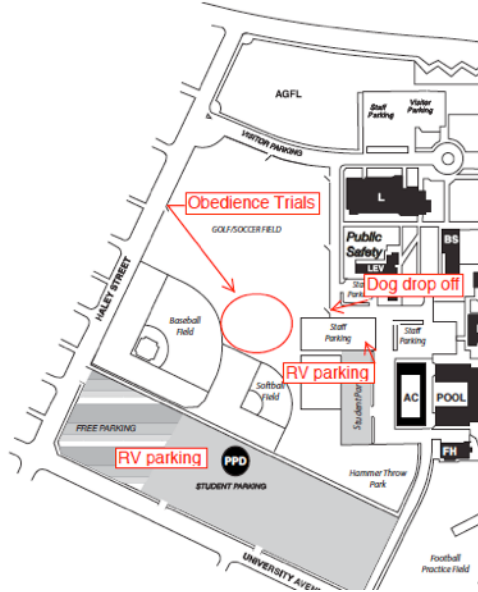 AGFL
Staff
Parking
Visitor
Parking
VISITOR PARKING
L
Obedience Trials
GOLF/SOCCER FIELD
Public
Safety
BS
LEV
Dog drop off
HALEY STREET
Baseball
Field
Staff
Parking
Staff
Parking
RV parking
Softball
Field
AC
POOL
FREE PARKING
RV parking
PPD
STUDENT PARKING
Hammer Throw
Park
FH
UNIVERSITY AVEN
Football
Practice Field